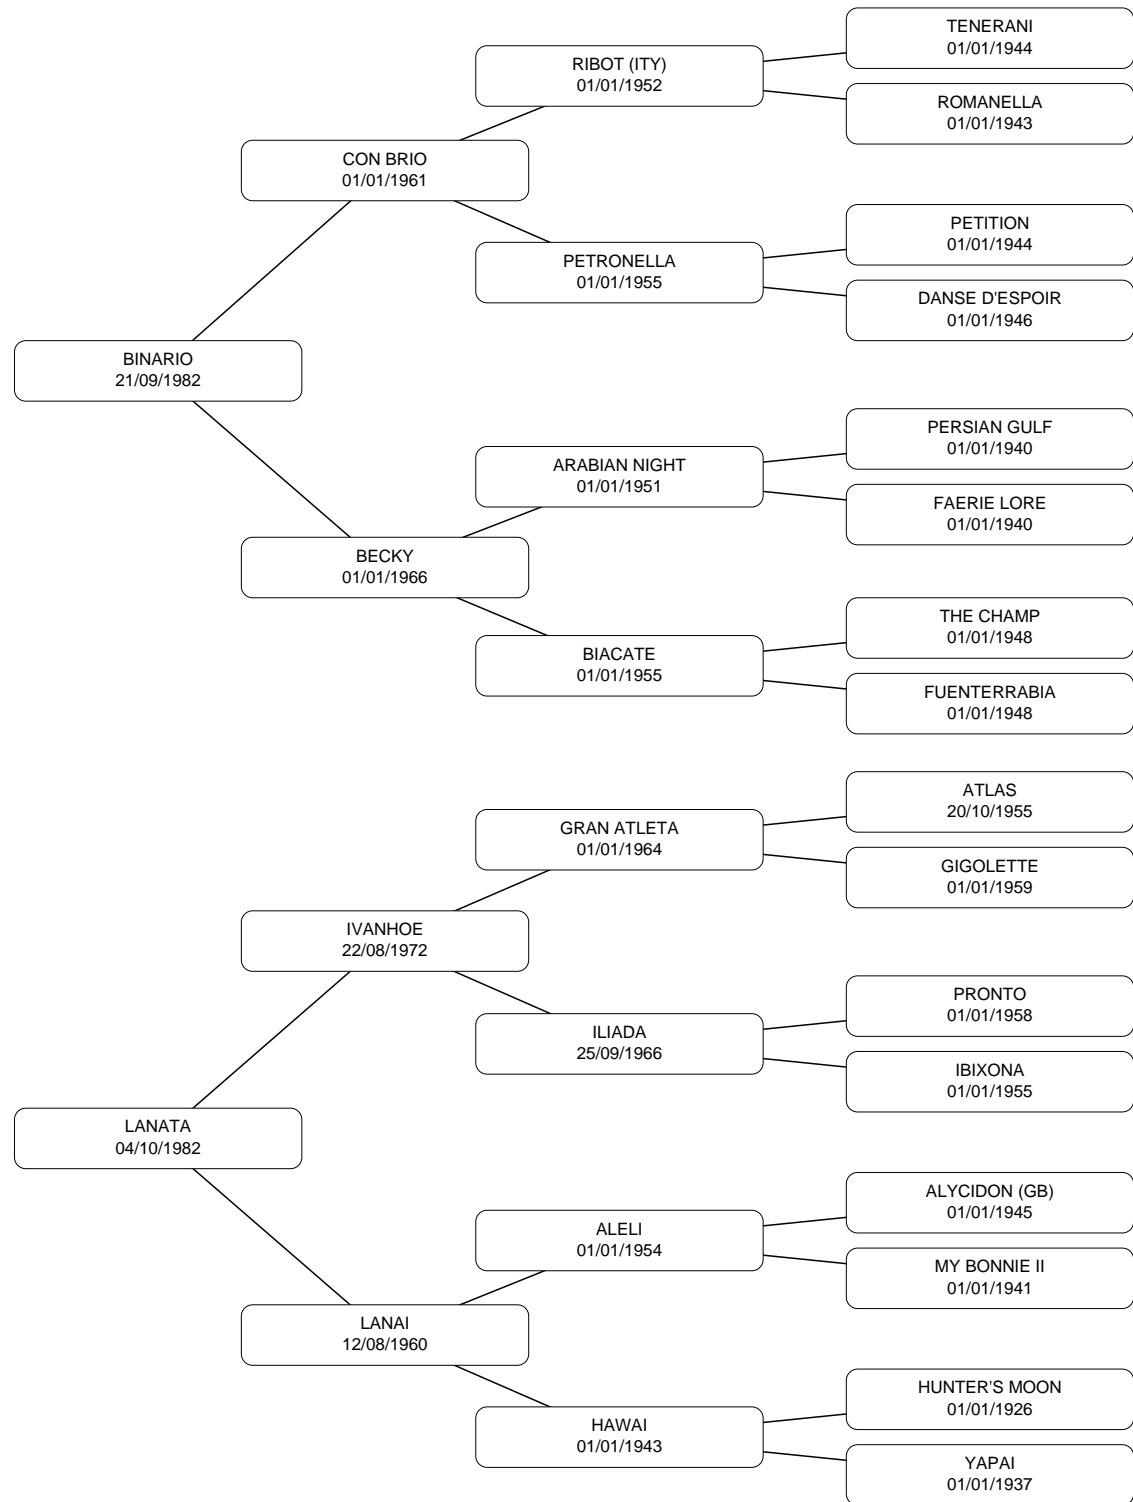 TENERANI
01/01/1944
RIBOT (ITY)
01/01/1952
ROMANELLA
01/01/1943
CON BRIO
01/01/1961
PETITION
01/01/1944
PETRONELLA
01/01/1955
DANSE D'ESPOIR
01/01/1946
BINARIO
21/09/1982
PERSIAN GULF
01/01/1940
ARABIAN NIGHT
01/01/1951
FAERIE LORE
01/01/1940
BECKY
01/01/1966
THE CHAMP
01/01/1948
BIACATE
01/01/1955
FUENTERRABIA
01/01/1948
ATLAS
20/10/1955
GRAN ATLETA
01/01/1964
GIGOLETTE
01/01/1959
IVANHOE
22/08/1972
PRONTO
01/01/1958
ILIADA
25/09/1966
IBIXONA
01/01/1955
LANATA
04/10/1982
ALYCIDON (GB)
01/01/1945
ALELI
01/01/1954
MY BONNIE II
01/01/1941
LANAI
12/08/1960
HUNTER'S MOON
01/01/1926
HAWAI
01/01/1943
YAPAI
01/01/1937